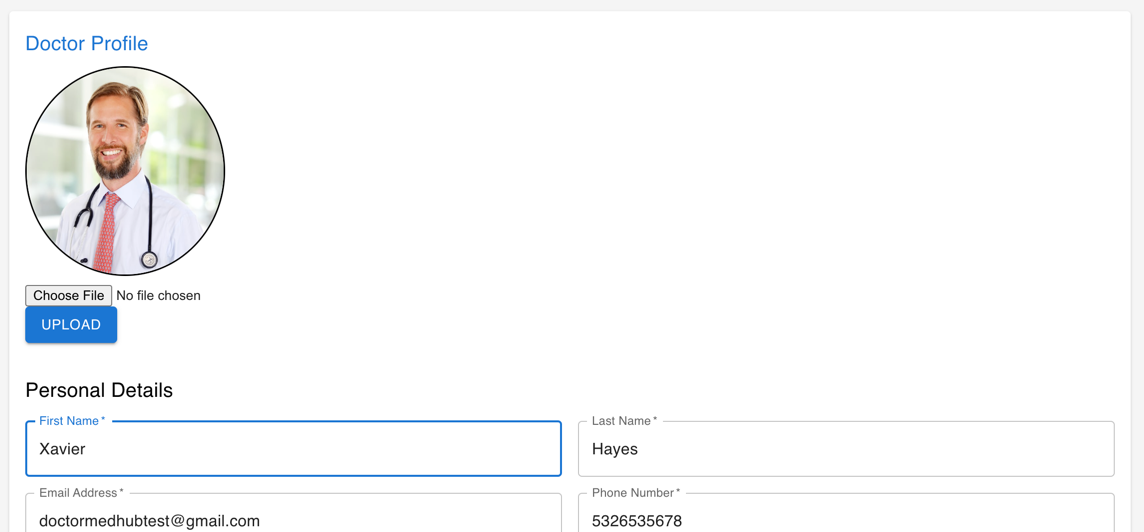 Doctor Profile
Choose File No file chosen
UPLOAD
Personal Details
First Name *
Xavier
Last Name *
Hayes
Email Address *
doctormedhubtest@gmail.com
Phone Number *
5326535678